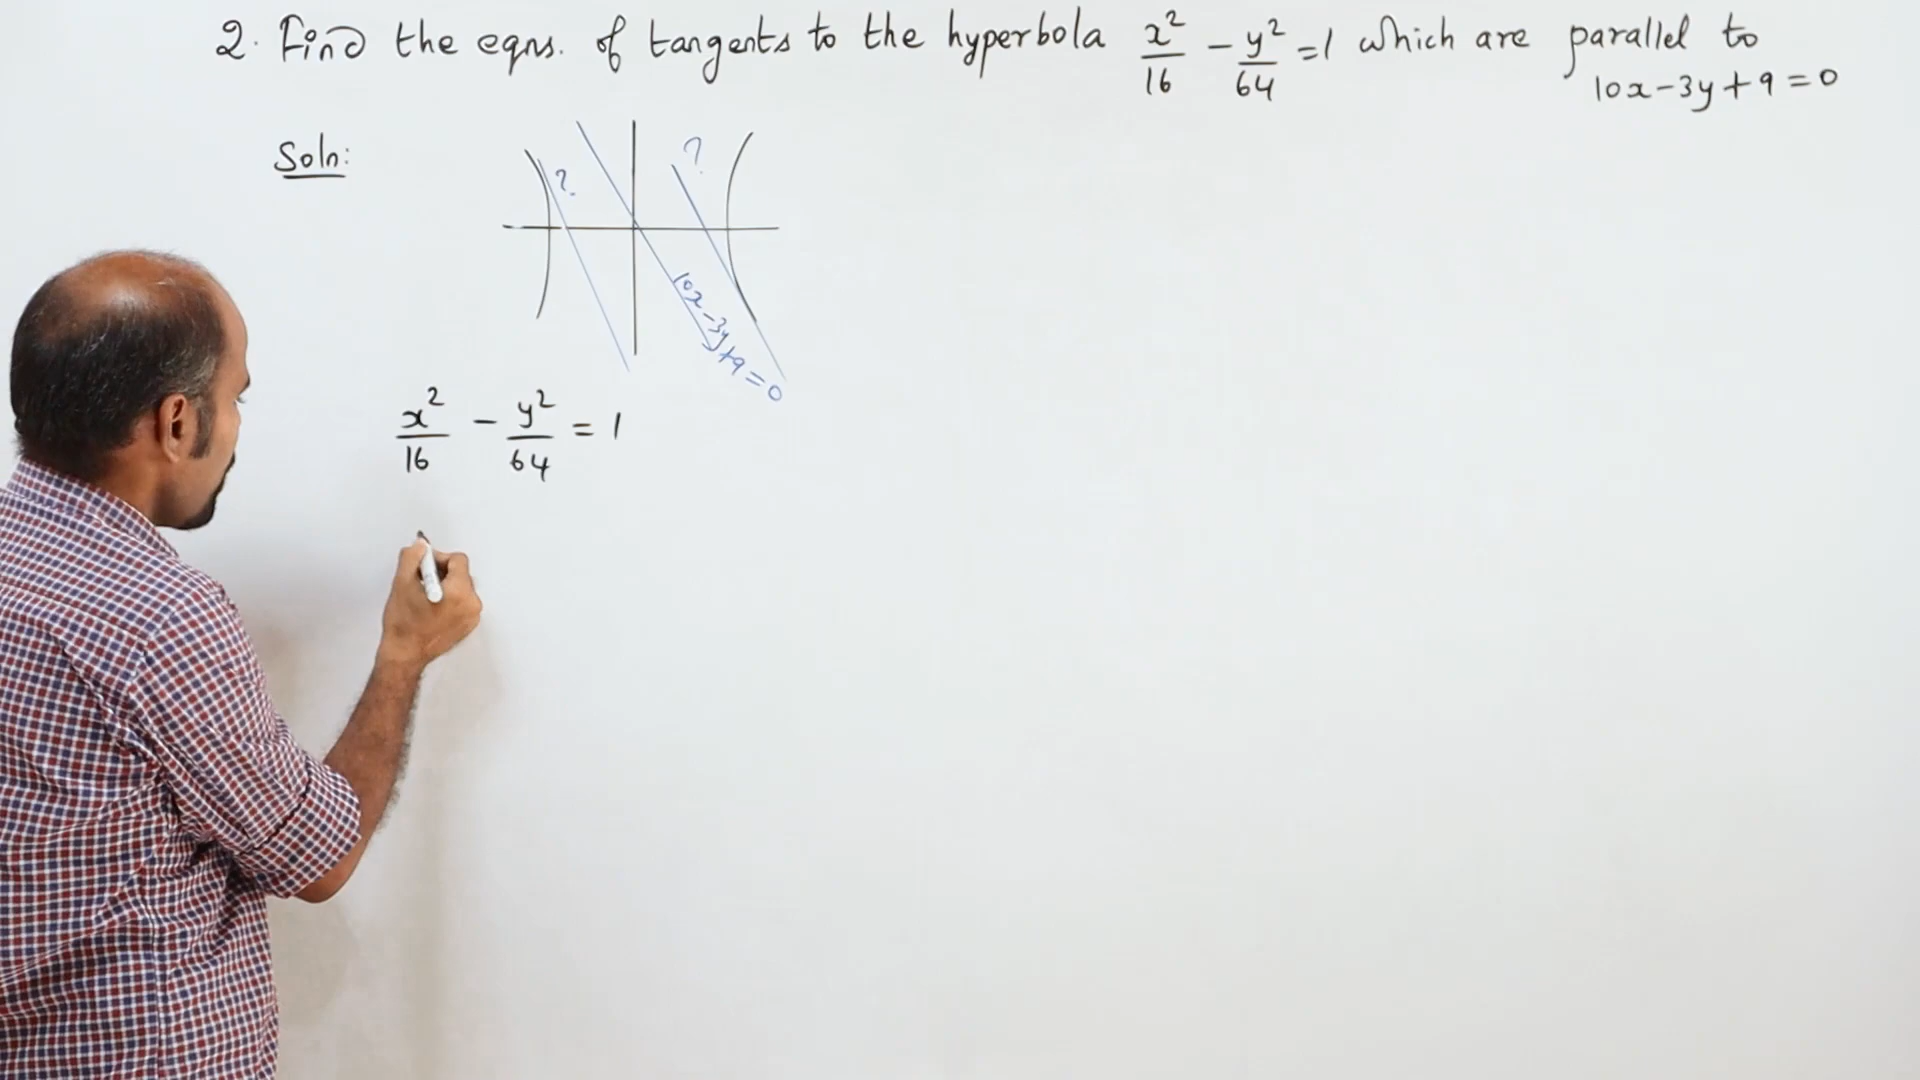 2. Find the eqns. of tangents to the hyperbola x²/16 - y²/64 = 1 which are parallel to
10x - 3y + 9 = 0
Soln:
?
?
10x - 3y + 9 = 0
x²/16 - y²/64 = 1